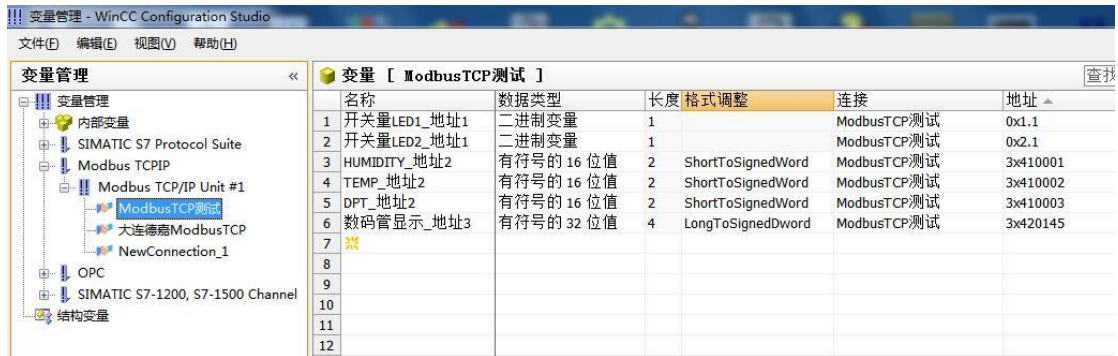 变量管理 - WinCC Configuration Studio
文件(F) 编辑(E) 视图(V) 帮助(H)
变量管理 «
变量管理
内部变量
SIMATIC S7 Protocol Suite
Modbus TCPIP
Modbus TCP/IP Unit #1
ModbusTCP测试
大连德嘉ModbusTCP
NewConnection_1
OPC
SIMATIC S7-1200, S7-1500 Channel
结构变量
变量 [ ModbusTCP测试 ] 查找
名称 数据类型 长度 格式调整 连接 地址
1 开关量LED1_地址1 二进制变量 1 ModbusTCP测试 0x1.1
2 开关量LED2_地址1 二进制变量 1 ModbusTCP测试 0x2.1
3 HUMIDITY_地址2 有符号的 16 位值 2 ShortToSignedWord ModbusTCP测试 3x410001
4 TEMP_地址2 有符号的 16 位值 2 ShortToSignedWord ModbusTCP测试 3x410002
5 DPT_地址2 有符号的 16 位值 2 ShortToSignedWord ModbusTCP测试 3x410003
6 数码管显示_地址3 有符号的 32 位值 4 LongToSignedDword ModbusTCP测试 3x420145
7
8
9
10
11
12